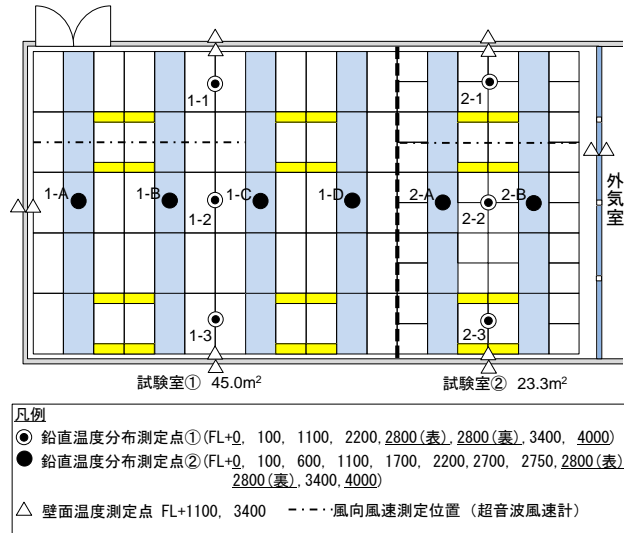 1-1
2-1
1-A
1-B
1-C
1-D
2-A
2-B
1-2
2-2
外気室
1-3
2-3
試験室① 45.0m²
試験室② 23.3m²
凡例
鉛直温度分布測定点①(FL+0, 100, 1100, 2200, 2800(表), 2800(裏), 3400, 4000)
鉛直温度分布測定点②(FL+0, 100, 600, 1100, 1700, 2200, 2700, 2750, 2800(表)
2800(裏), 3400, 4000)
壁面温度測定点 FL+1100, 3400 風向風速測定位置（超音波風速計）